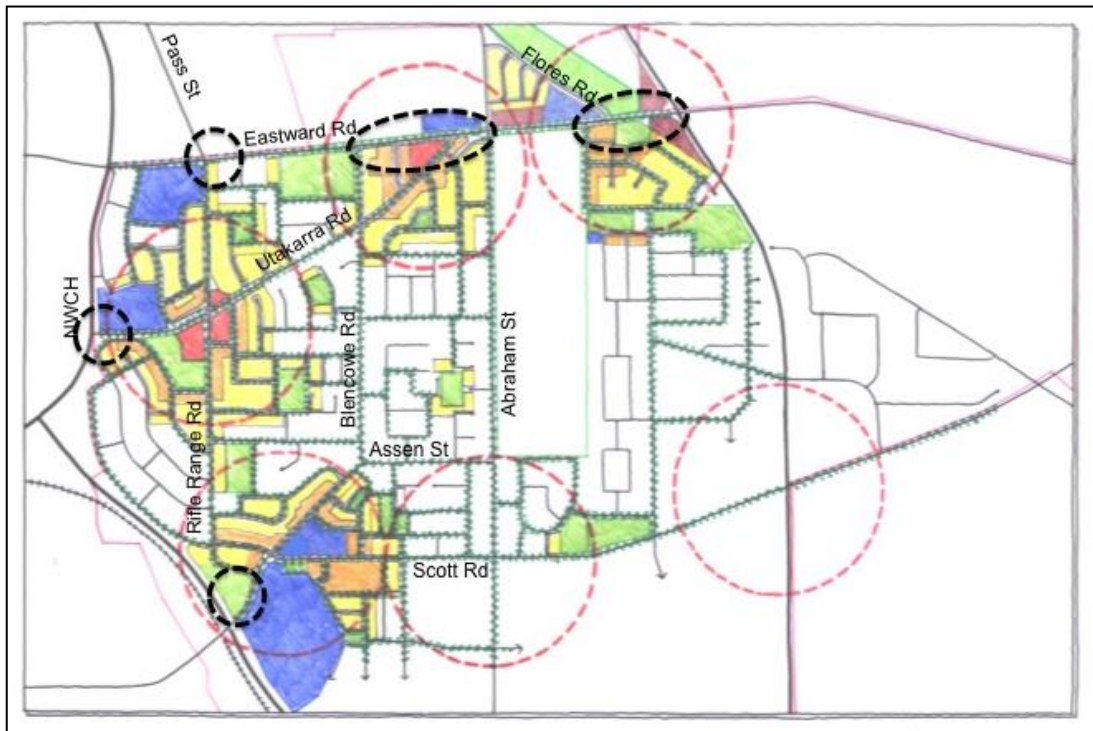 Pass St
Flores Rd
Eastward Rd
Utakarra Rd
NWCH
Blencowe Rd
Abraham St
Rifle Range Rd
Assen St
Scott Rd